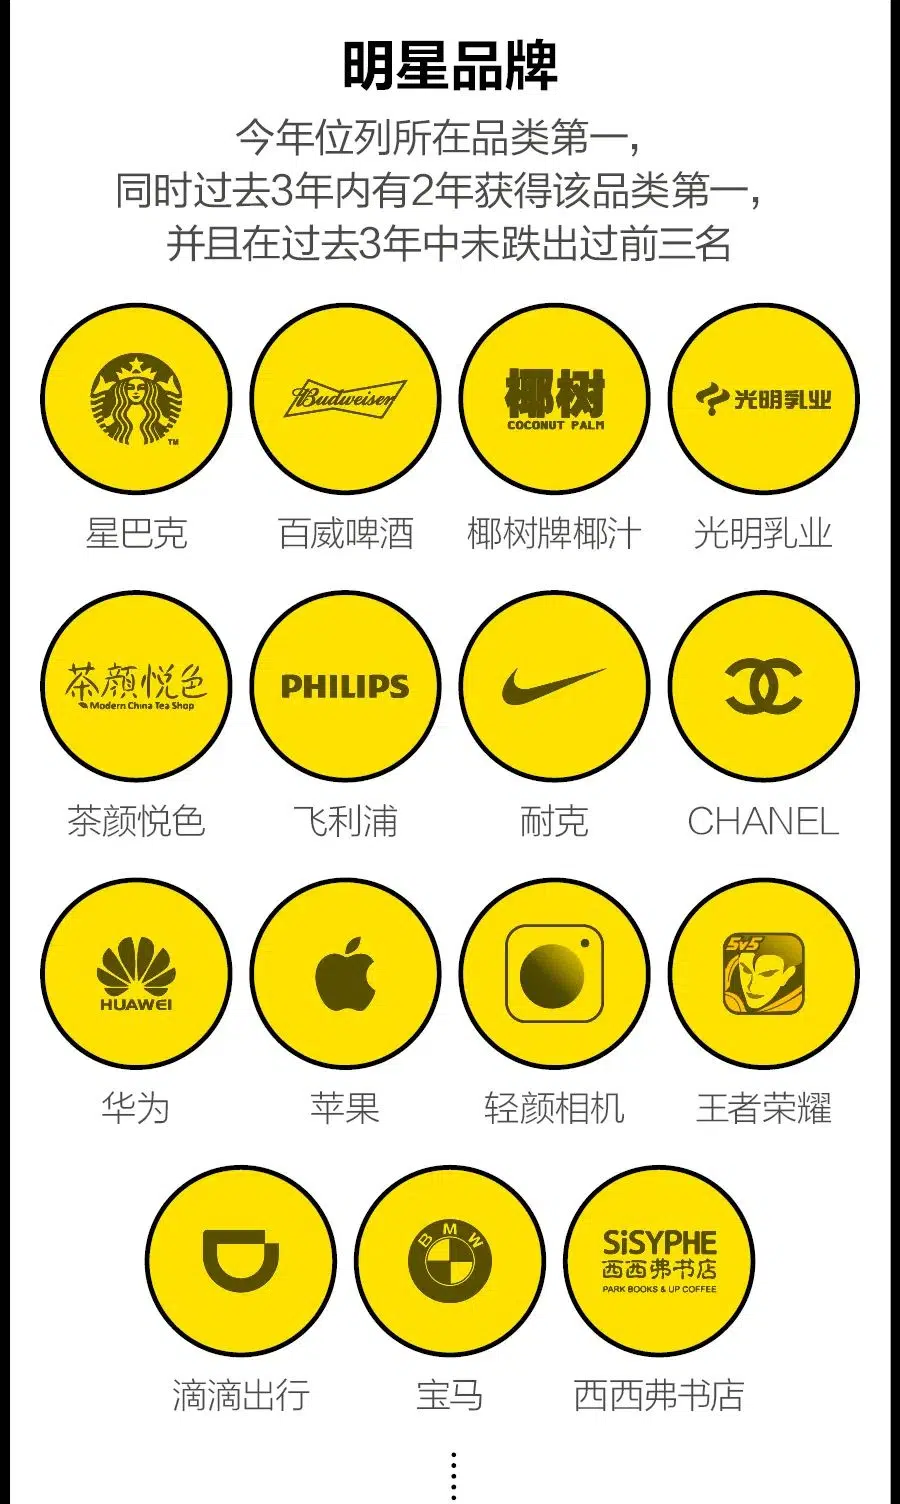 明星品牌
今年位列所在品类第一，
同时过去3年内有2年获得该品类第一，
并且在过去3年中未跌出过前三名
TM
Budweiser
椰树
COCONUT PALM
光明乳业
星巴克
百威啤酒
椰树牌椰汁
光明乳业
茶颜悦色
Modern China Tea Shop
PHILIPS
茶颜悦色
飞利浦
耐克
CHANEL
HUAWEI
5v5
华为
苹果
轻颜相机
王者荣耀
BMW
SiSYPHE
西西弗书店
PARK BOOKS & UP COFFEE
滴滴出行
宝马
西西弗书店